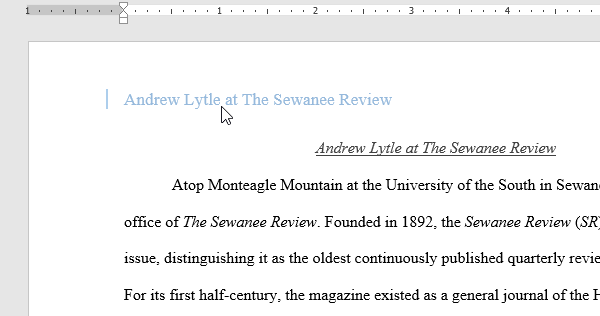 1 1 2 3 4
Andrew Lytle at The Sewanee Review
Andrew Lytle at The Sewanee Review
Atop Monteagle Mountain at the University of the South in Sewan
office of The Sewanee Review. Founded in 1892, the Sewanee Review (SR)
issue, distinguishing it as the oldest continuously published quarterly revie
For its first half-century, the magazine existed as a general journal of the H